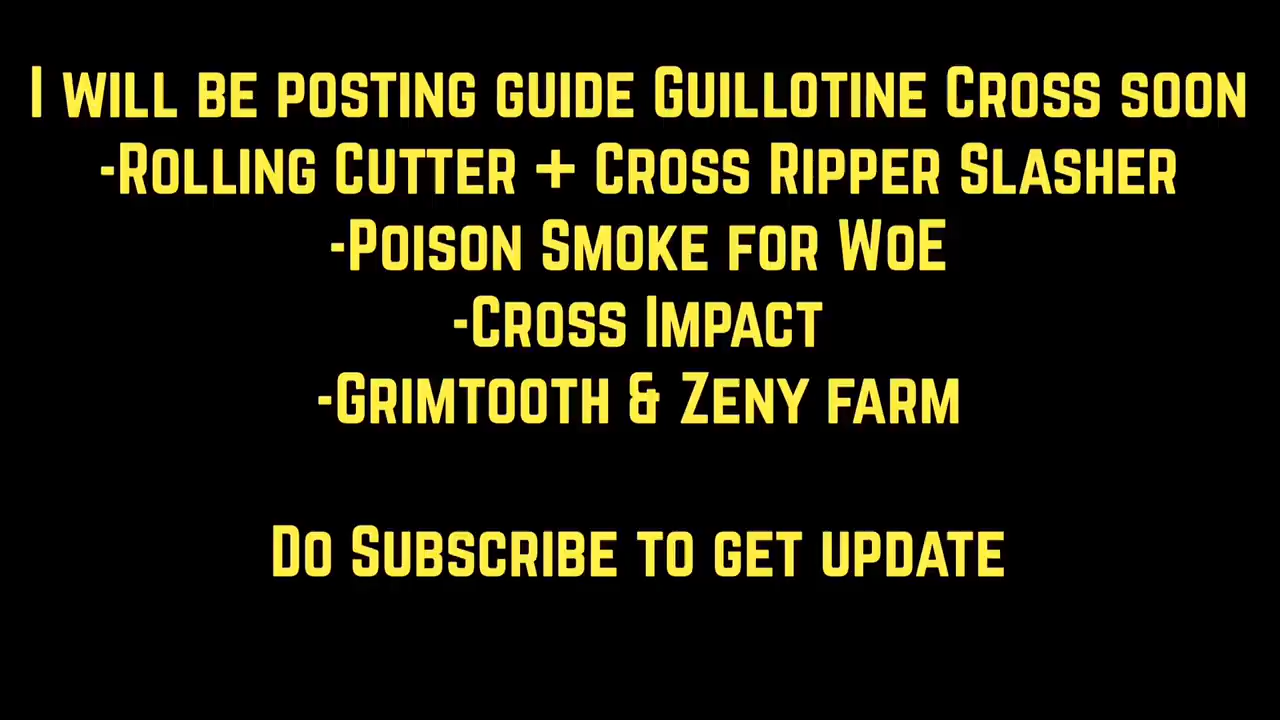 I will be posting guide Guillotine Cross soon
-Rolling Cutter + Cross Ripper Slasher
-Poison Smoke for WoE
-Cross Impact
-Grimtooth & Zeny farm
Do Subscribe to get update